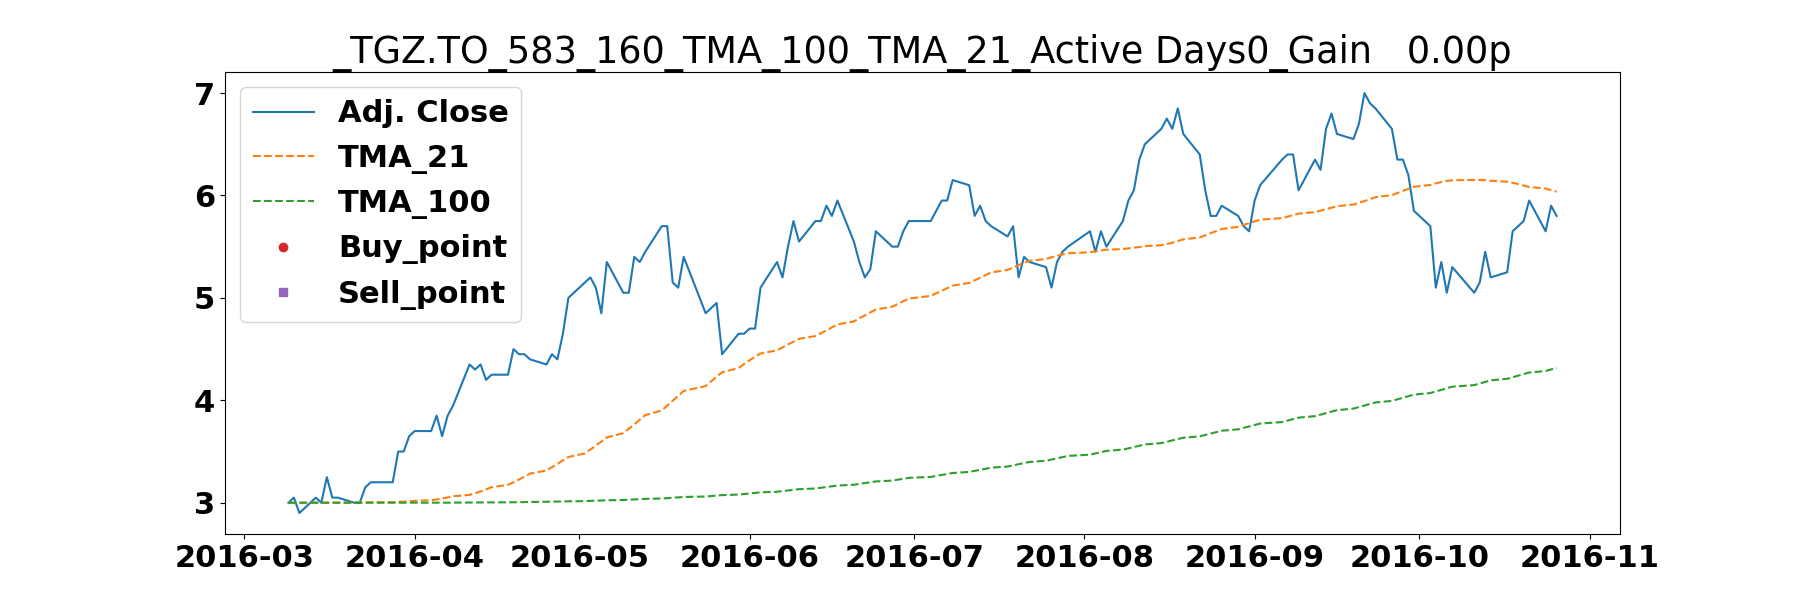 _TGZ.TO_583_160_TMA_100_TMA_21_Active Days0_Gain   0.00p
7
6
5
4
3
Adj. Close
TMA_21
TMA_100
Buy_point
Sell_point
2016-03 2016-04 2016-05 2016-06 2016-07 2016-08 2016-09 2016-10 2016-11